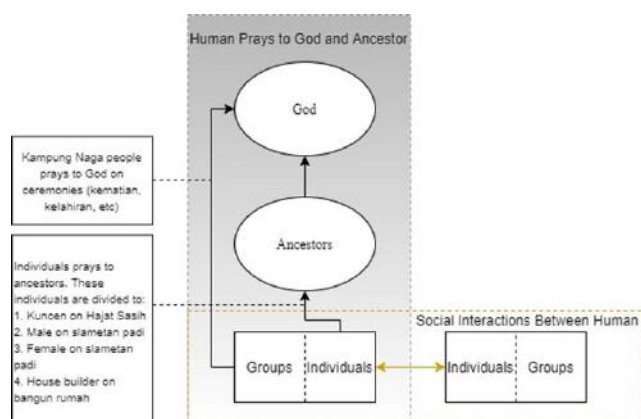 Human Prays to God and Ancestor
God
Kampung Naga people
prays to God on
ceremonies (kematian,
kelahiran, etc)
Ancestors
Individuals prays to
ancestors. These
individuals are divided to:
1. Kuncen on Hajat Sasih
2. Male on slametan padi
3. Female on slametan
padi
4. House builder on
bangun rumah
Social Interactions Between Human
Groups
Individuals
Individuals
Groups